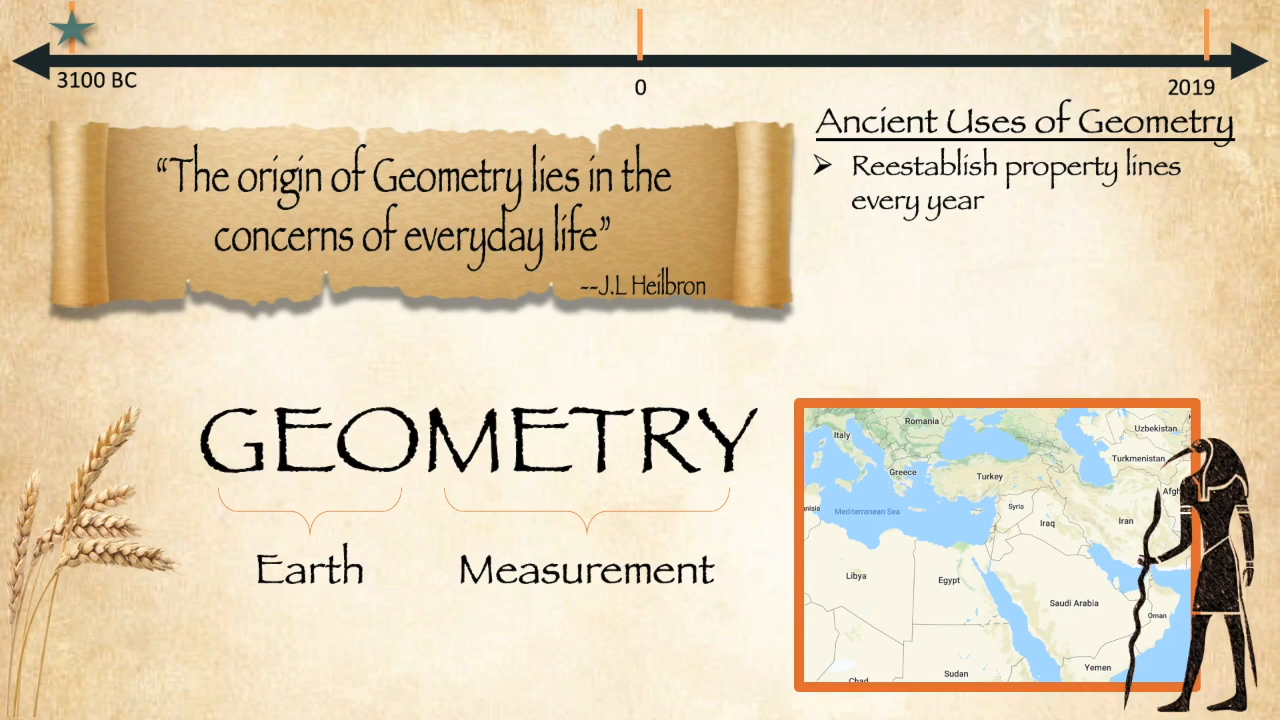 3100 BC
0
2019
Ancient Uses of Geometry
➢ Reestablish property lines
every year
“The origin of Geometry lies in the
concerns of everyday life”
--J.L Heilbron
GEOMETRY
Earth
Measurement
Italy
Romania
Uzbekistan
Greece
Turkey
Turkmenistan
Mediterranean Sea
Syria
Iraq
Iran
Libya
Egypt
Saudi Arabia
Oman
Sudan
Yemen